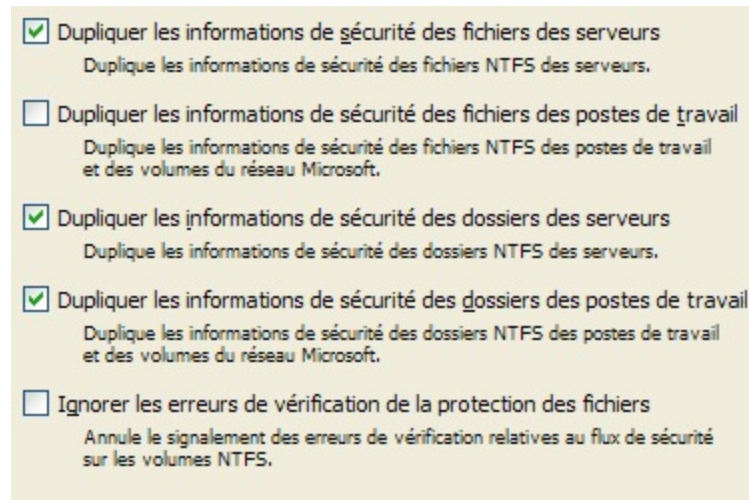 Dupliquer les informations de sécurité des fichiers des serveurs
Duplique les informations de sécurité des fichiers NTFS des serveurs.
Dupliquer les informations de sécurité des fichiers des postes de travail
Duplique les informations de sécurité des fichiers NTFS des postes de travail
et des volumes du réseau Microsoft.
Dupliquer les informations de sécurité des dossiers des serveurs
Duplique les informations de sécurité des dossiers NTFS des serveurs.
Dupliquer les informations de sécurité des dossiers des postes de travail
Duplique les informations de sécurité des dossiers NTFS des postes de travail
et des volumes du réseau Microsoft.
Ignorer les erreurs de vérification de la protection des fichiers
Annule le signalement des erreurs de vérification relatives au flux de sécurité
sur les volumes NTFS.